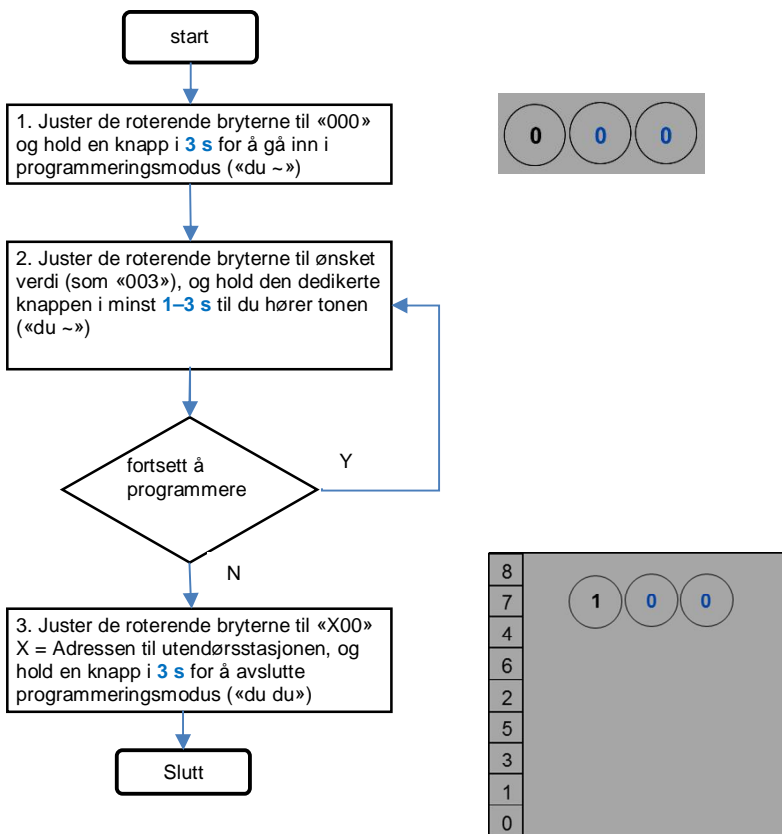 start
1. Juster de roterende bryterne til «000»
og hold en knapp i 3 s for å gå inn i
programmeringsmodus («du ~»)
0 0 0
2. Juster de roterende bryterne til ønsket
verdi (som «003»), og hold den dedikerte
knappen i minst 1–3 s til du hører tonen
(«du ~»)
fortsett å
programmere
Y
N
3. Juster de roterende bryterne til «X00»
X = Adressen til utendørsstasjonen, og
hold en knapp i 3 s for å avslutte
programmeringsmodus («du du»)
Slutt
8
7
4
6
2
5
3
1
0
1 0 0